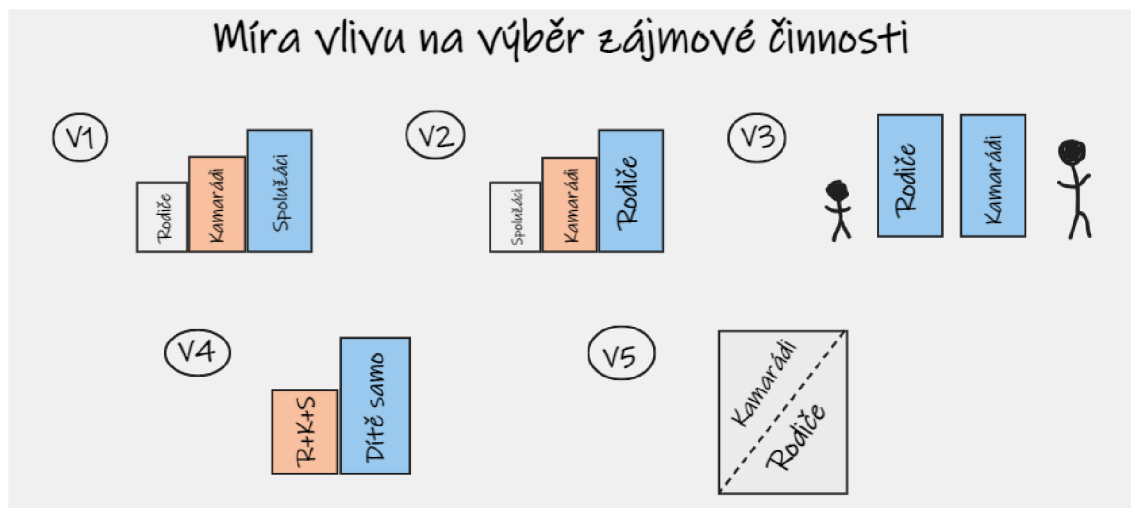 Míra vlivu na výběr zájmové činnosti
V1
Rodiče
Kamarádi
Spolužáci
V2
Spolužáci
Kamarádi
Rodiče
V3
Rodiče
Kamarádi
V4
R+K+S
Dítě samo
V5
Kamarádi
Rodiče